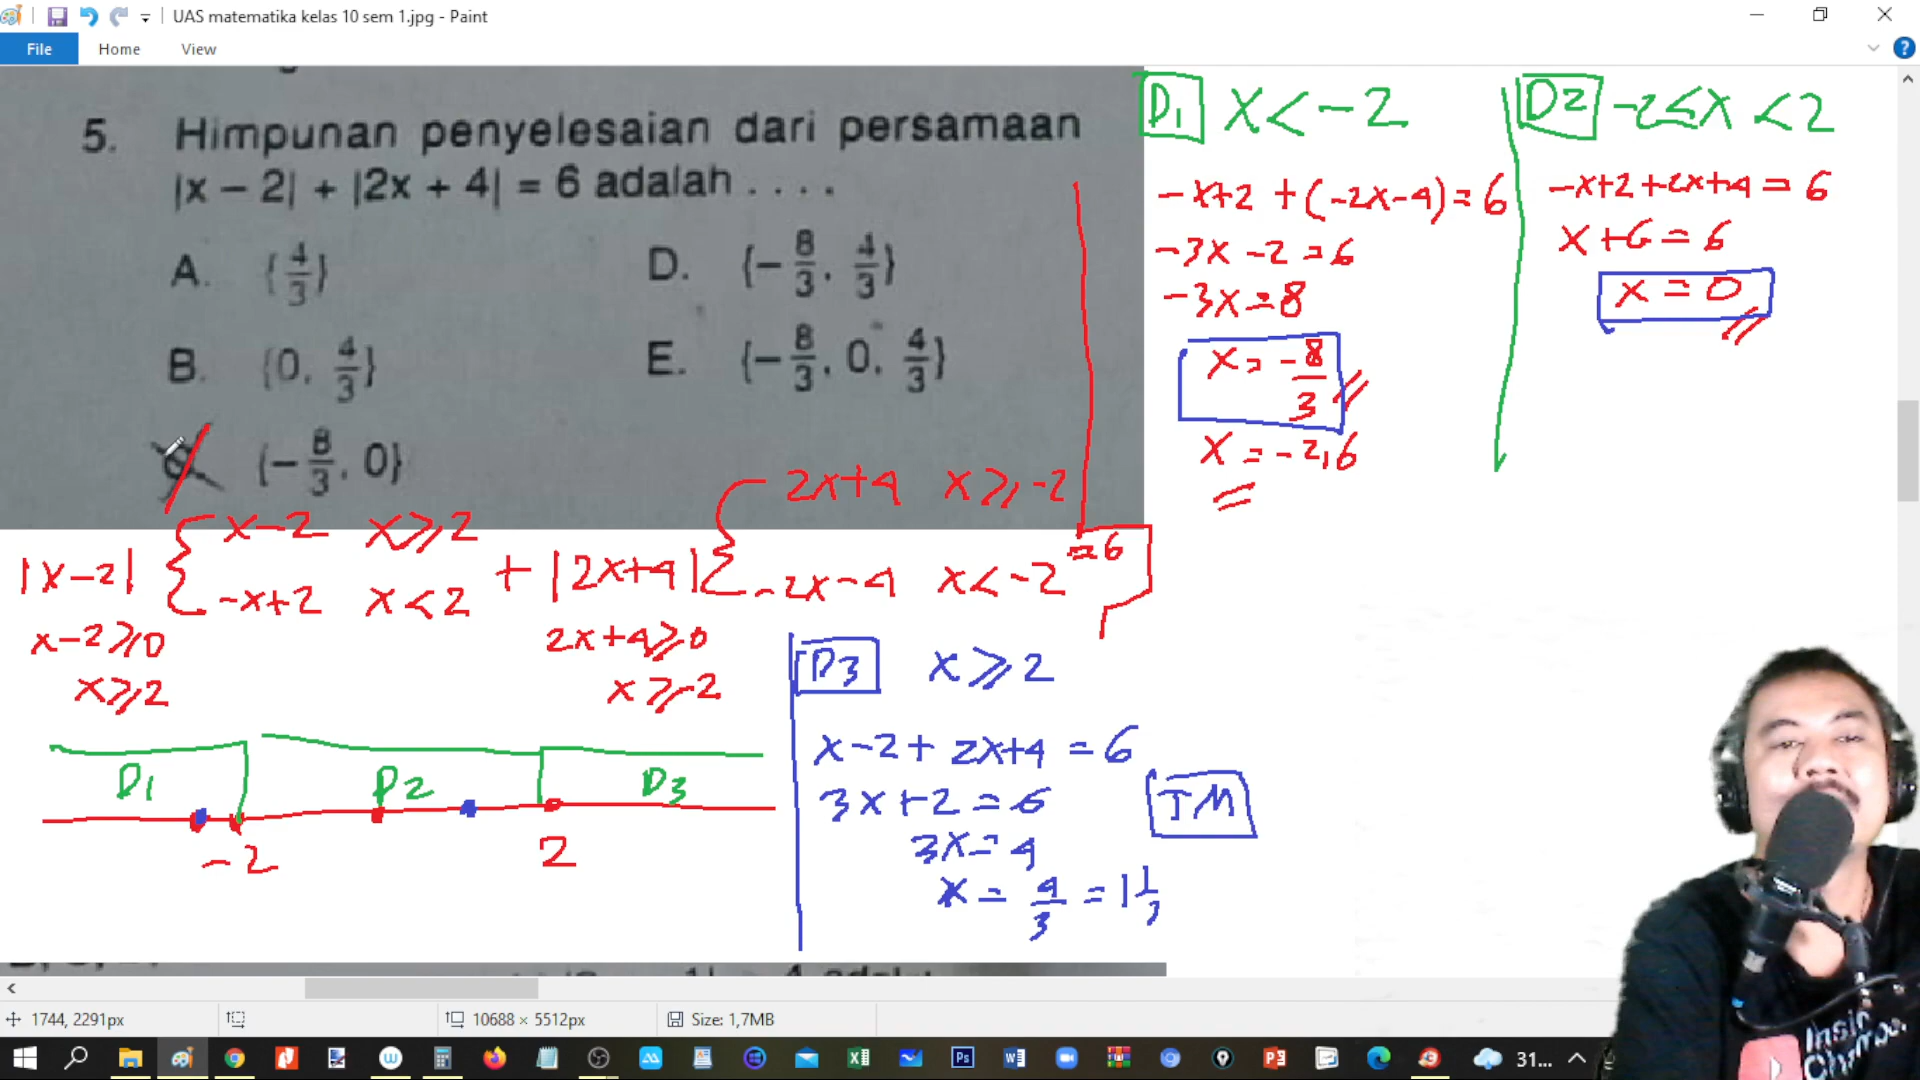 UAS matematika kelas 10 sem 1.jpg - Paint
File Home View
5. Himpunan penyelesaian dari persamaan
|x − 2| + |2x + 4| = 6 adalah . . . .
A. {4/3}
B. {0, 4/3}
{−8/3, 0}
D. {−8/3, 4/3}
E. {−8/3, 0, 4/3}
|x−2| { x−2 x≥2
−x+2 x<2
+ |2x+4| { 2x+4 x≥−2
−2x−4 x<−2 =6
x−2≥0
x≥2
2x+4≥0
x≥−2
D1 D2 D3
−2 2
D1 x<−2
−x+2 + (−2x−4)=6
−3x −2 =6
−3x=8
x= −8/3
x= −2,6
D2 −2≤x <2
−x+2+2x+4=6
x+6=6
x=0
D3 x≥2
x−2+ 2x+4 =6
3x+2=6
3x=4
x= 4/3 =1 1/3
TM
1744, 2291px
10688 × 5512px
Size: 1,7MB
31...